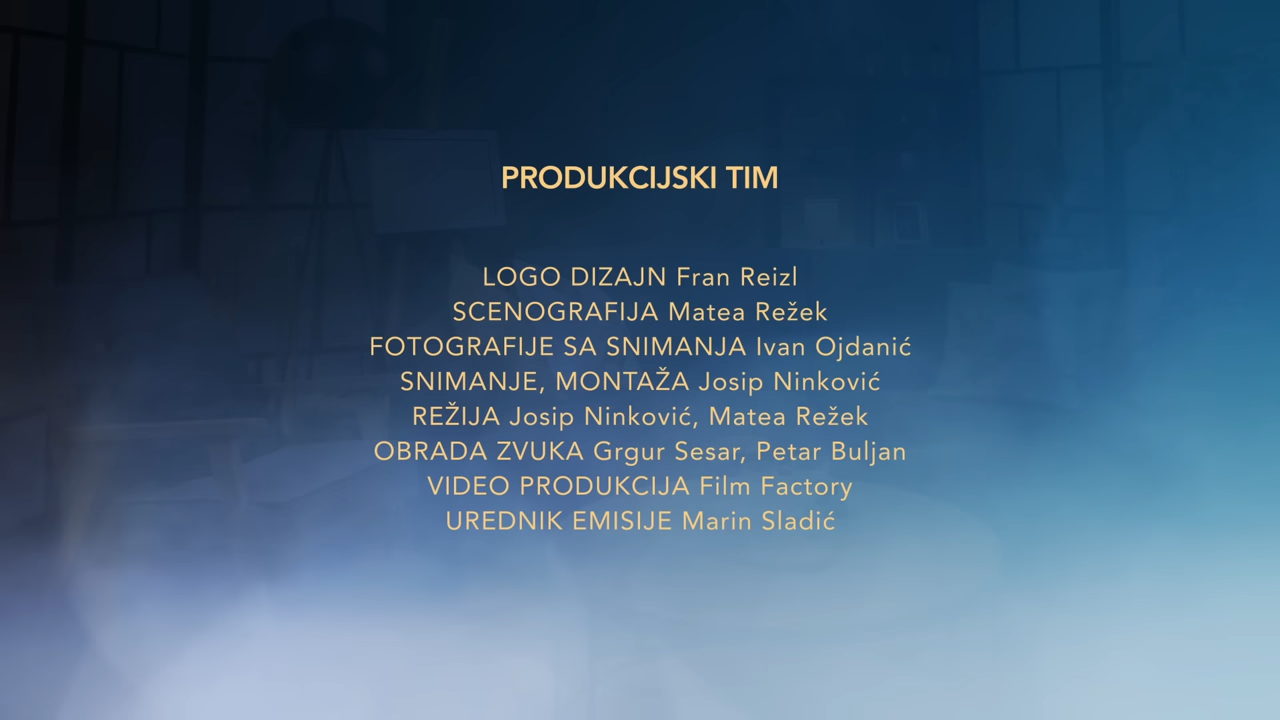 PRODUKCIJSKI TIM
LOGO DIZAJN Fran Reizl
SCENOGRAFIJA Matea Režek
FOTOGRAFIJE SA SNIMANJA Ivan Ojdanić
SNIMANJE, MONTAŽA Josip Ninković
REŽIJA Josip Ninković, Matea Režek
OBRADA ZVUKA Grgur Sesar, Petar Buljan
VIDEO PRODUKCIJA Film Factory
UREDNIK EMISIJE Marin Sladić